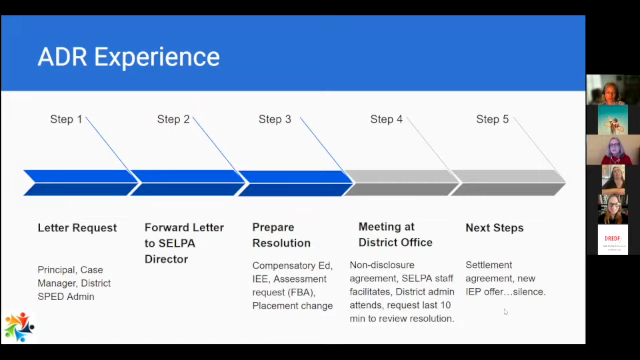 ADR Experience
Step 1
Step 2
Step 3
Step 4
Step 5
Letter Request
Principal, Case
Manager, District
SPED Admin
Forward Letter
to SELPA
Director
Prepare
Resolution
Compensatory Ed,
IEE, Assessment
request (FBA),
Placement change
Meeting at
District Office
Non-disclosure
agreement, SELPA staff
facilitates, District admin
attends, request last 10
min to review resolution.
Next Steps
Settlement
agreement, new
IEP offer…silence.
DREDF